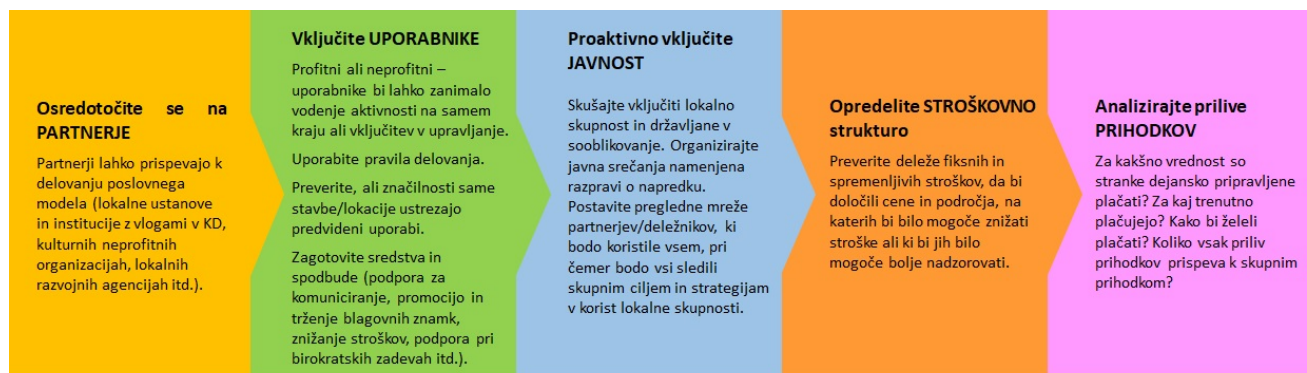 Osredotočite se na
PARTNERJE
Partnerji lahko prispevajo k
delovanju poslovnega
modela (lokalne ustanove
in institucije z vlogami v KD,
kulturnih neprofitnih
organizacijah, lokalnih
razvojnih agencijah itd.).
Vključite UPORABNIKE
Profitni ali neprofitni –
uporabnike bi lahko zanimalo
vodenje aktivnosti na samem
kraju ali vključitev v upravljanje.
Uporabite pravila delovanja.
Preverite, ali značilnosti same
stavbe/lokacije ustrezajo
predvideni uporabi.
Zagotovite sredstva in
spodbude (podpora za
komuniciranje, promocijo in
trženje blagovnih znamk,
znižanje stroškov, podpora pri
birokratskih zadevah itd.).
Proaktivno vključite
JAVNOST
Skušajte vključiti lokalno
skupnost in državljane v
sooblikovanje. Organizirajte
javna srečanja namenjena
razpravi o napredku.
Postavite pregledne mreže
partnerjev/deležnikov, ki
bodo koristile vsem, pri
čemer bodo vsi sledili
skupnim ciljem in strategijam
v korist lokalne skupnosti.
Opredelite STROŠKOVNO
strukturo
Preverite deleže fiksnih in
spremenljivih stroškov, da bi
določili cene in področja, na
katerih bi bilo mogoče znižati
stroške ali ki bi jih bilo
mogoče bolje nadzorovati.
Analizirajte prilive
PRIHODKOV
Za kakšno vrednost so
stranke dejansko pripravljene
plačati? Za kaj trenutno
plačujejo? Kako bi želeli
plačati? Koliko vsak priliv
prihodkov prispeva k skupnim
prihodkom?